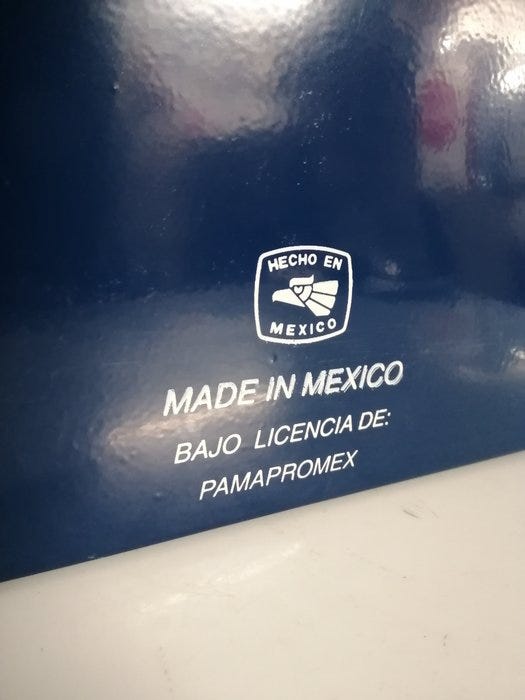 HECHO EN
MEXICO
MADE IN MEXICO
BAJO LICENCIA DE:
PAMAPROMEX